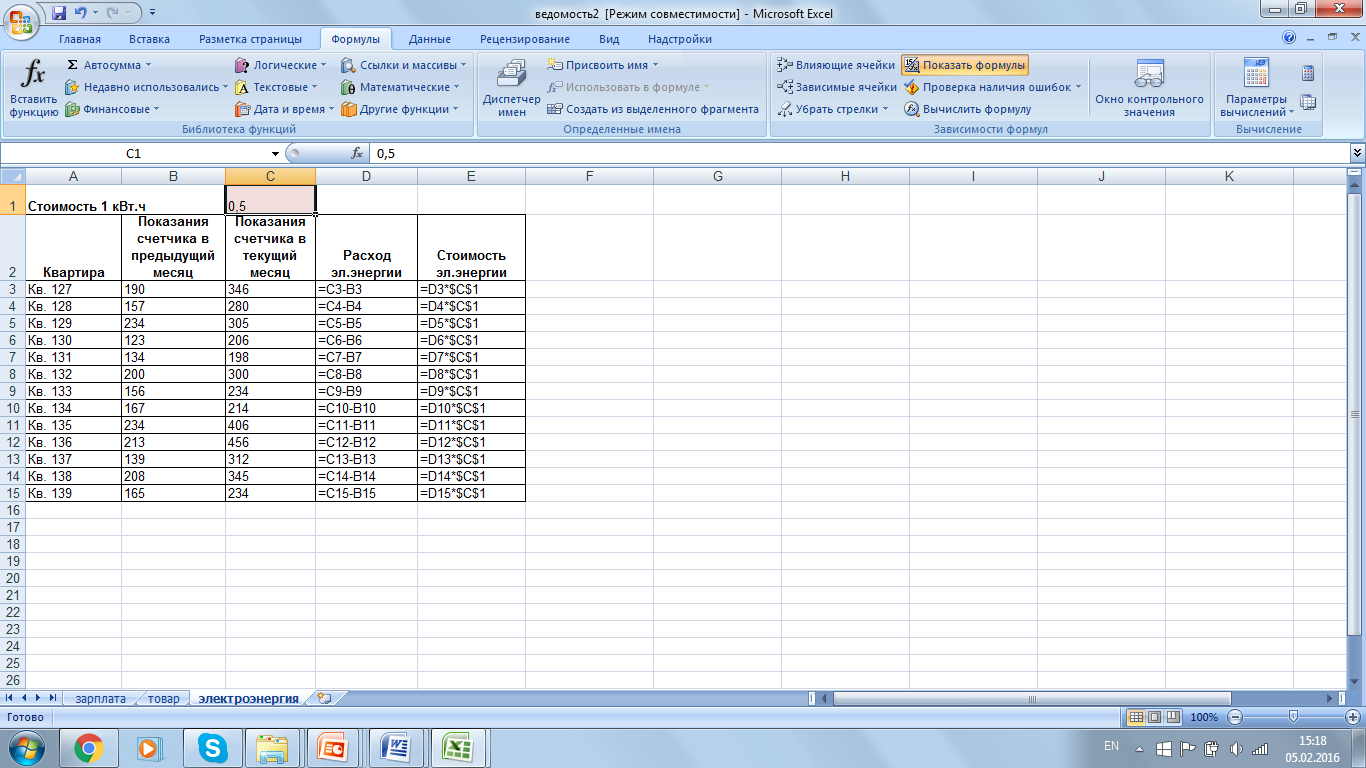 ведомость2 [Режим совместимости] - Microsoft Excel
Главная Вставка Разметка страницы Формулы Данные Рецензирование Вид Надстройки
fx Вставить функцию
Σ Автосумма
Недавно использовались
Финансовые
Логические
Текстовые
Дата и время
Ссылки и массивы
Математические
Другие функции
Библиотека функций
Диспетчер имен
Присвоить имя
Использовать в формуле
Создать из выделенного фрагмента
Определенные имена
Влияющие ячейки
Зависимые ячейки
Убрать стрелки
Показать формулы
Проверка наличия ошибок
Вычислить формулу
Окно контрольного значения
Зависимости формул
Параметры вычислений
Вычисление
C1 fx 0,5
A B C D E F G H I J K
1 Стоимость 1 кВт.ч 0,5
2 Квартира Показания счетчика в предыдущий месяц Показания счетчика в текущий месяц Расход эл.энергии Стоимость эл.энергии
3 Кв. 127 190 346 =C3-B3 =D3*$C$1
4 Кв. 128 157 280 =C4-B4 =D4*$C$1
5 Кв. 129 234 305 =C5-B5 =D5*$C$1
6 Кв. 130 123 206 =C6-B6 =D6*$C$1
7 Кв. 131 134 198 =C7-B7 =D7*$C$1
8 Кв. 132 200 300 =C8-B8 =D8*$C$1
9 Кв. 133 156 234 =C9-B9 =D9*$C$1
10 Кв. 134 167 214 =C10-B10 =D10*$C$1
11 Кв. 135 234 406 =C11-B11 =D11*$C$1
12 Кв. 136 213 456 =C12-B12 =D12*$C$1
13 Кв. 137 139 312 =C13-B13 =D13*$C$1
14 Кв. 138 208 345 =C14-B14 =D14*$C$1
15 Кв. 139 165 234 =C15-B15 =D15*$C$1
16
17
18
19
20
21
22
23
24
25
26
зарплата товар электроэнергия
Готово 100%
EN 15:18
05.02.2016